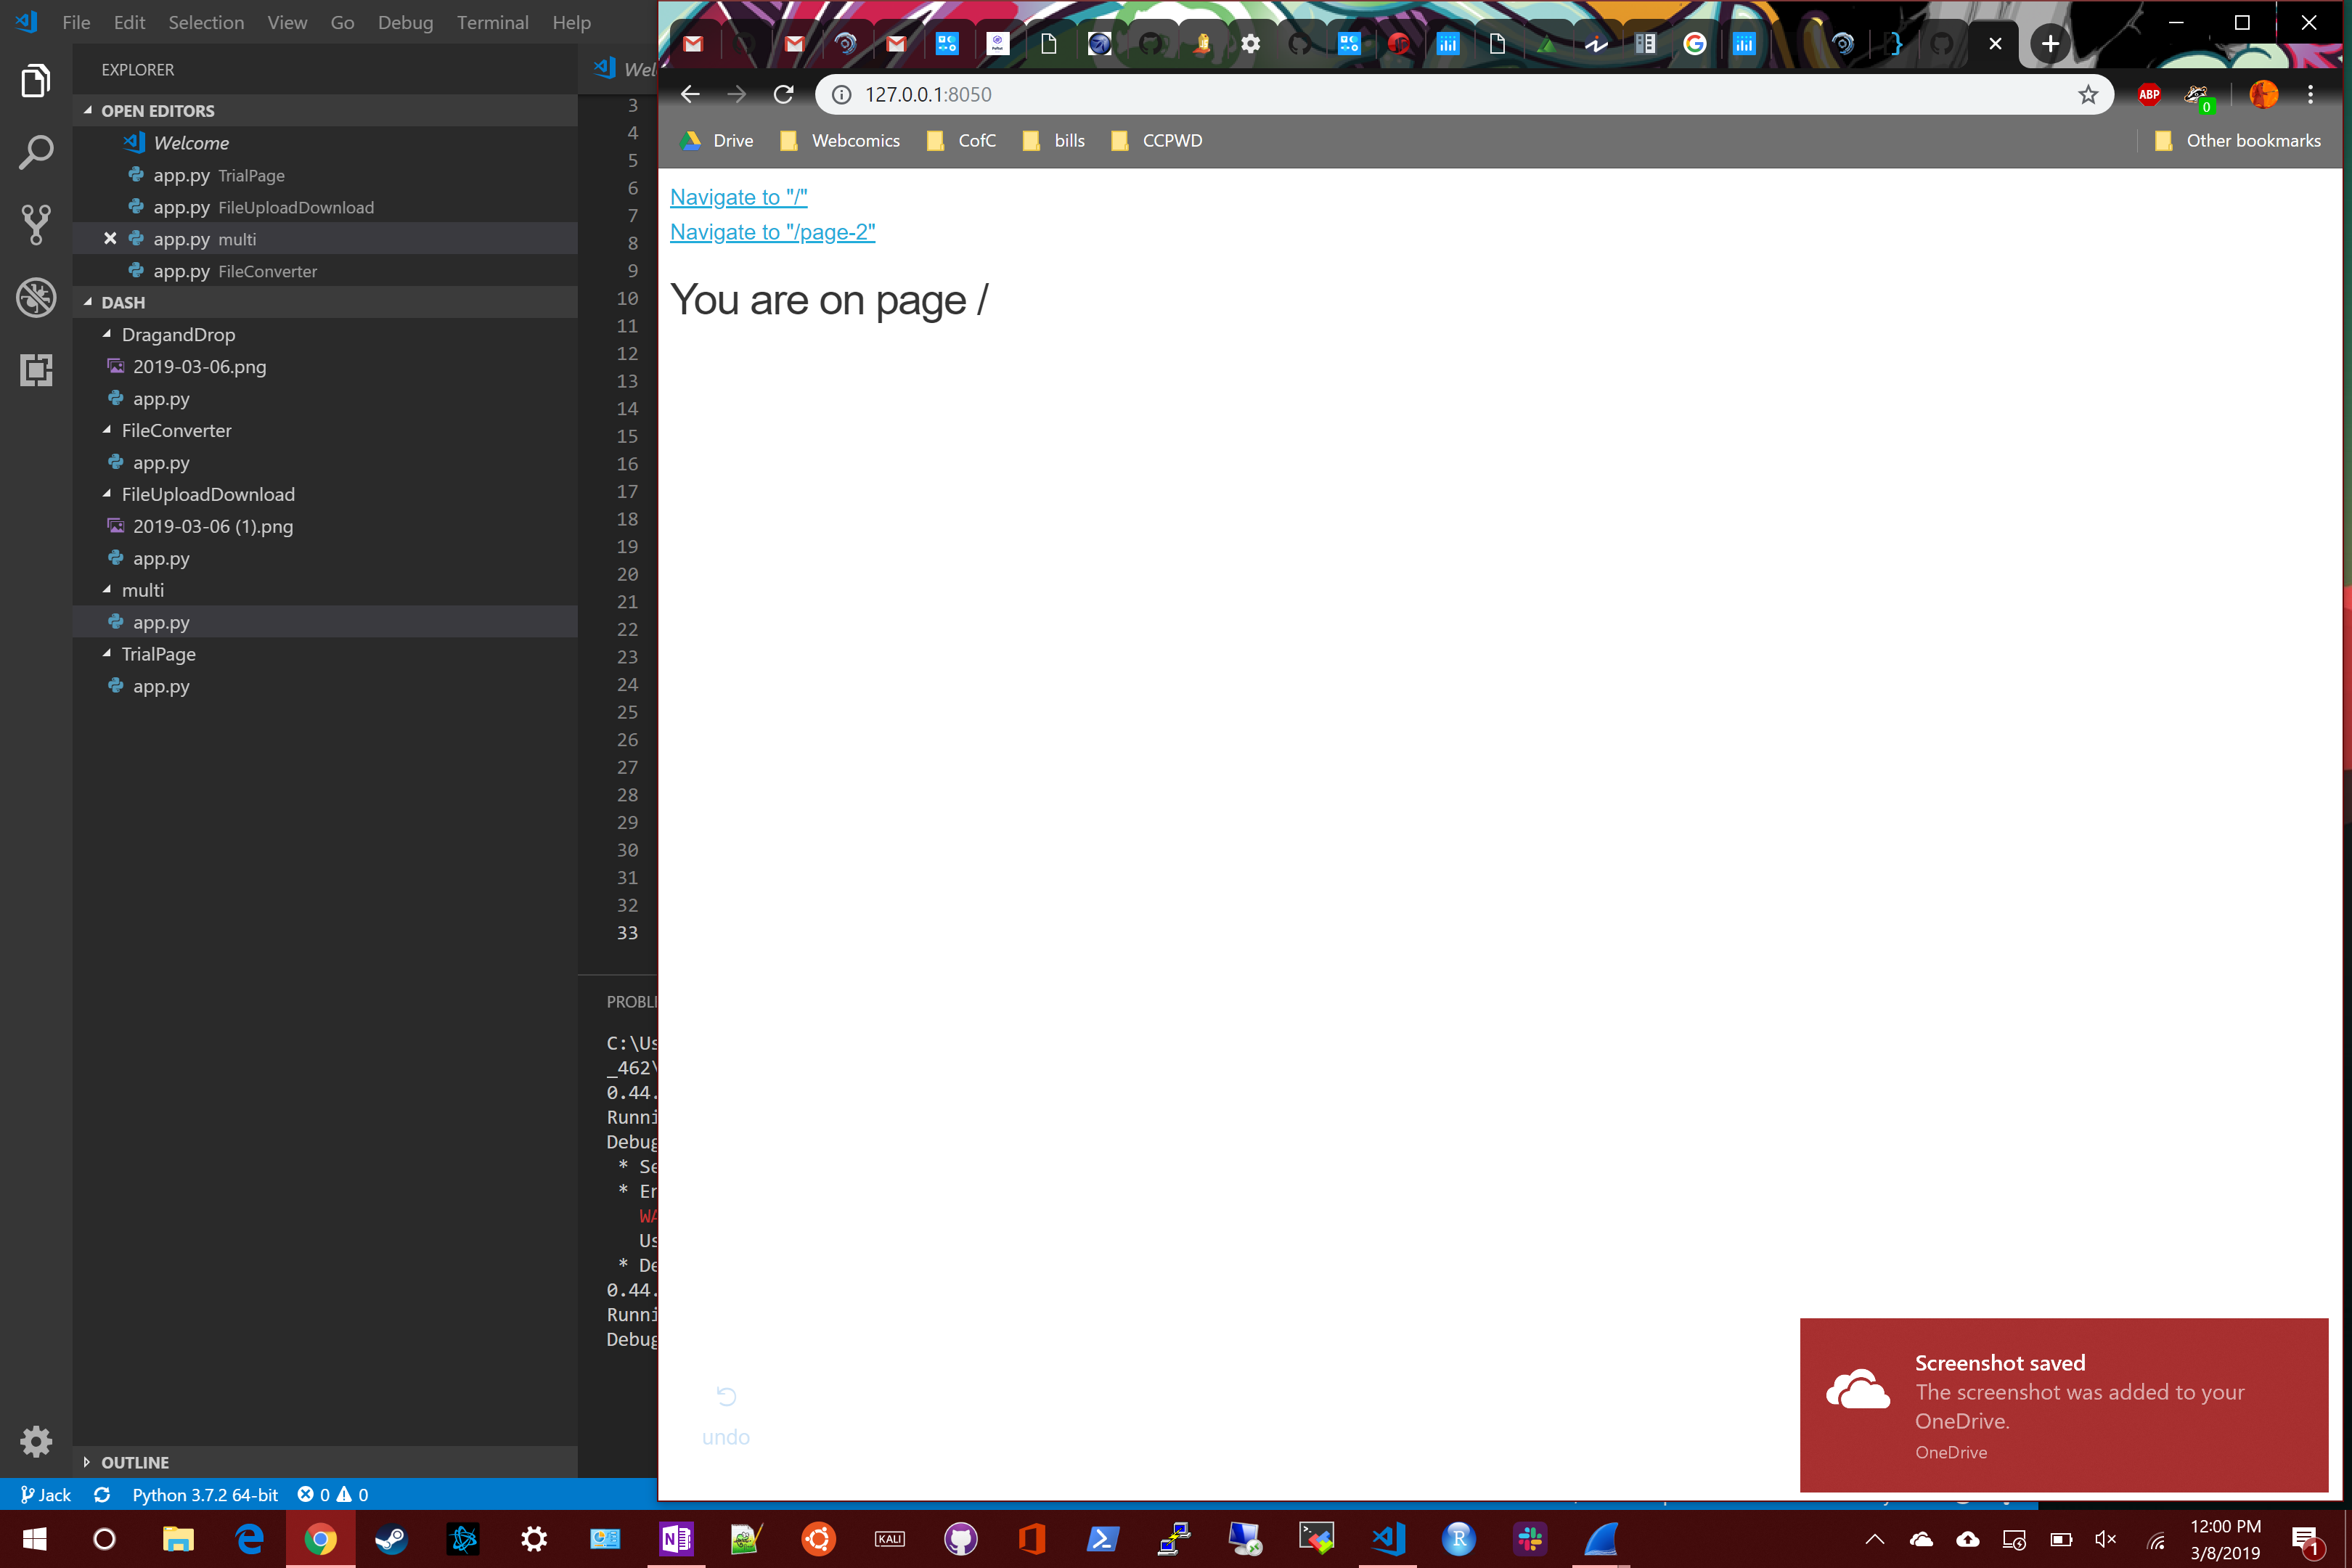 File Edit Selection View Go Debug Terminal Help
EXPLORER
OPEN EDITORS
Welcome
app.py TrialPage
app.py FileUploadDownload
app.py multi
app.py FileConverter
DASH
DragandDrop
2019-03-06.png
app.py
FileConverter
app.py
FileUploadDownload
2019-03-06 (1).png
app.py
multi
app.py
TrialPage
app.py
OUTLINE
Wel
3
4
5
6
7
8
9
10
11
12
13
14
15
16
17
18
19
20
21
22
23
24
25
26
27
28
29
30
31
32
33
PROBL
C:\Us
_462\
0.44.
Runni
Debug
* Se
* En
WA
Us
* De
0.44.
Runni
Debug
127.0.0.1:8050
ABP
0
Drive Webcomics CofC bills CCPWD Other bookmarks
Navigate to "/"
Navigate to "/page-2"
You are on page /
undo
Screenshot saved
The screenshot was added to your
OneDrive.
OneDrive
Jack Python 3.7.2 64-bit 0 0
KALI
12:00 PM
3/8/2019
1